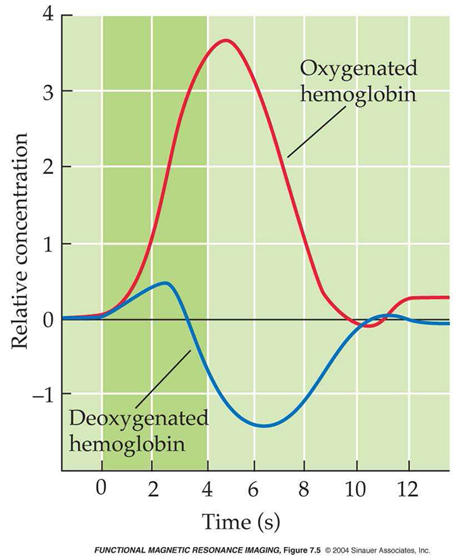 4
3
2
1
0
−1
Relative concentration
Oxygenated
hemoglobin
Deoxygenated
hemoglobin
0 2 4 6 8 10 12
Time (s)
FUNCTIONAL MAGNETIC RESONANCE IMAGING, Figure 7.5 © 2004 Sinauer Associates, Inc.